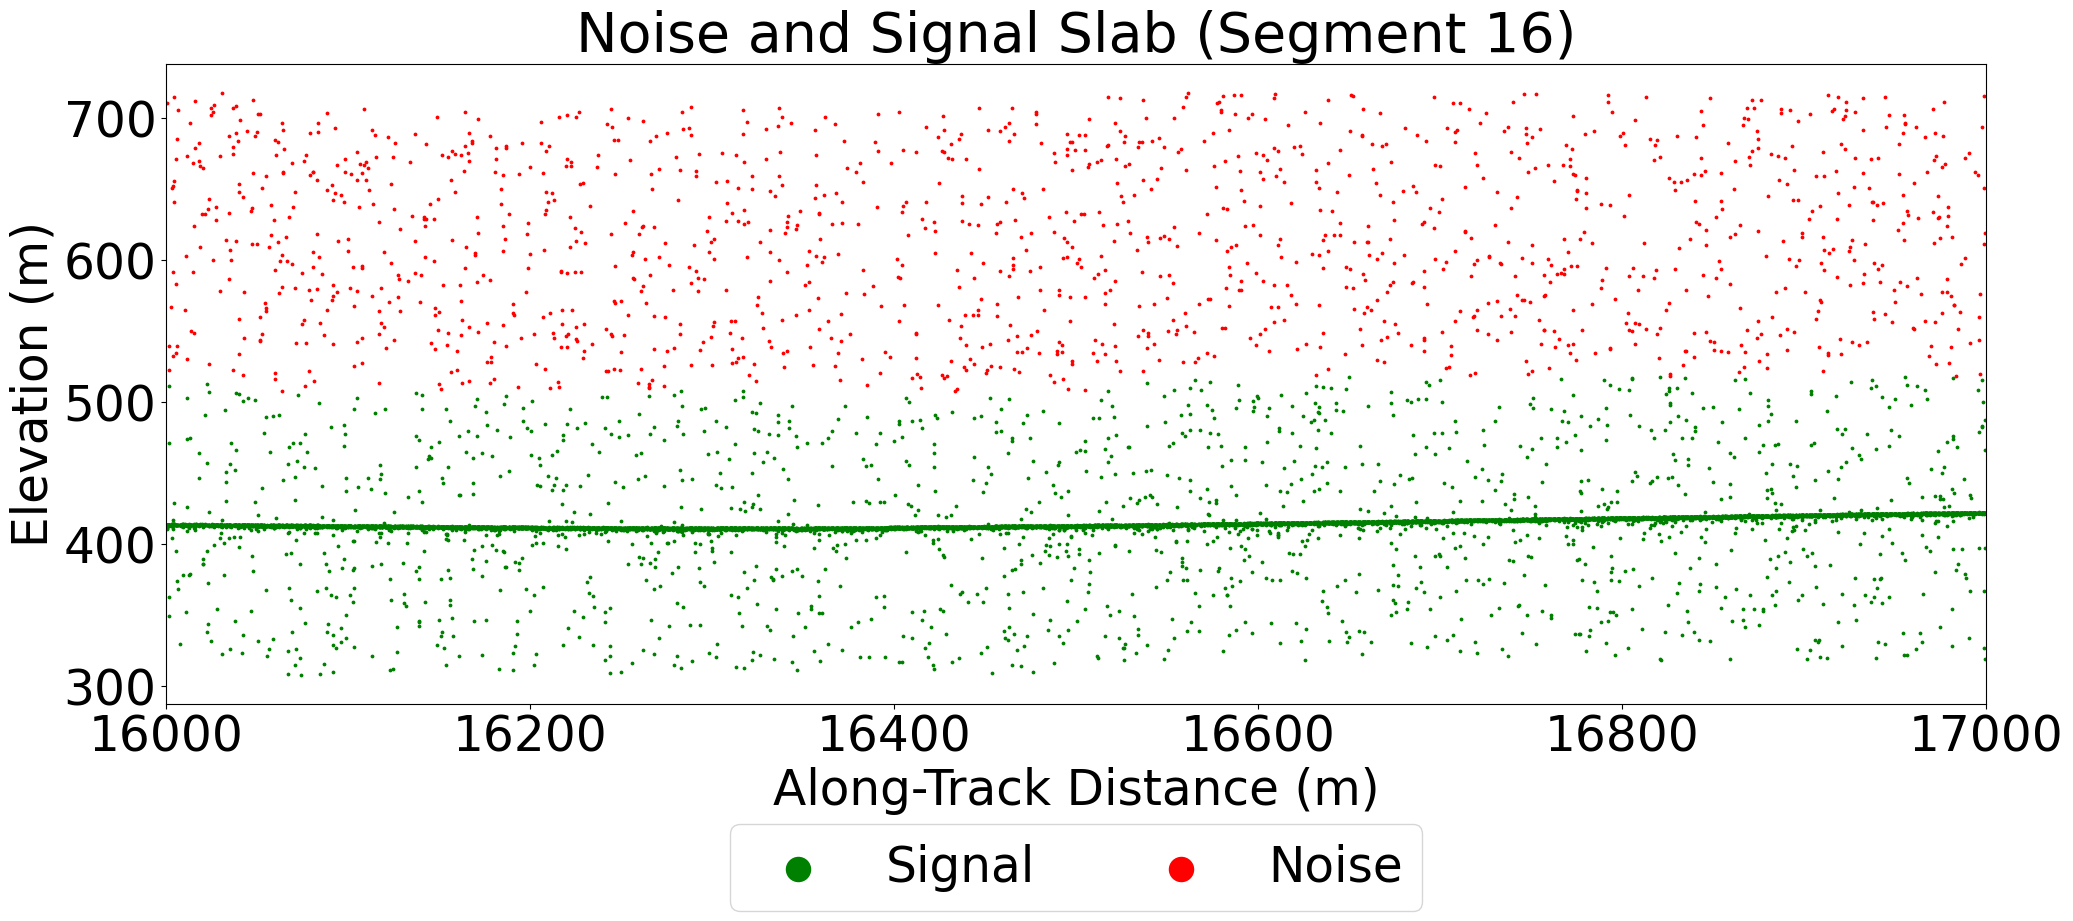 Noise and Signal Slab (Segment 16)
Elevation (m)
700
600
500
400
300
16000 16200 16400 16600 16800 17000
Along-Track Distance (m)
Signal Noise